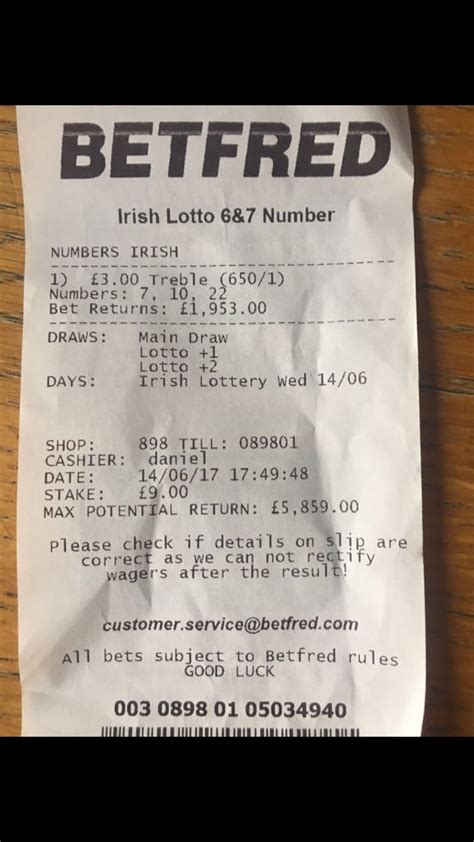 BETFRED
Irish Lotto 6&7 Number
NUMBERS IRISH
1) £3.00 Treble (650/1)
Numbers: 7, 10, 22
Bet Returns: £1,953.00
DRAWS: Main Draw
Lotto +1
Lotto +2
DAYS: Irish Lottery Wed 14/06
SHOP: 898 TILL: 089801
CASHIER: daniel
DATE: 14/06/17 17:49:48
STAKE: £9.00
MAX POTENTIAL RETURN: £5,859.00
Please check if details on slip are
correct as we can not rectify
wagers after the result!
customer.service@betfred.com
All bets subject to Betfred rules
GOOD LUCK
003 0898 01 05034940